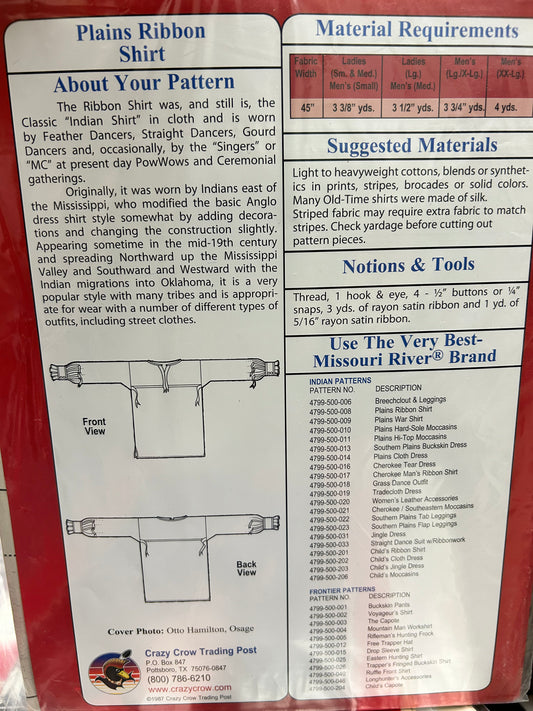 Plains Ribbon
Shirt
About Your Pattern
The Ribbon Shirt was, and still is, the
Classic "Indian Shirt" in cloth and is worn
by Feather Dancers, Straight Dancers, Gourd
Dancers and, occasionally, by the "Singers" or
"MC" at present day PowWows and Ceremonial
gatherings.
Originally, it was worn by Indians east of
the Mississippi, who modified the basic Anglo
dress shirt style somewhat by adding decora-
tions and changing the construction slightly.
Appearing sometime in the mid-19th century
and spreading Northward up the Mississippi
Valley and Southward and Westward with the
Indian migrations into Oklahoma, it is a very
popular style with many tribes and is appropri-
ate for wear with a number of different types of
outfits, including street clothes.
Front
View
Back
View
Cover Photo: Otto Hamilton, Osage
Crazy Crow Trading Post
P.O. Box 847
Pottsboro, TX 75076-0847
(800) 786-6210
www.crazycrow.com
©1987 Crazy Crow Trading Post
Material Requirements
Fabric Width Ladies (Sm. & Med.) Men's (Small) Ladies (Lg.) Men's (Med.) Men's (Lg./X-Lg.) Men's (XX-Lg.)
45" 3 3/8" yds. 3 1/2" yds. 3 3/4" yds. 4 yds.
Suggested Materials
Light to heavyweight cottons, blends or synthet-
ics in prints, stripes, brocades or solid colors.
Many Old-Time shirts were made of silk.
Striped fabric may require extra fabric to match
stripes. Check yardage before cutting out
pattern pieces.
Notions & Tools
Thread, 1 hook & eye, 4 - ½" buttons or ¼"
snaps, 3 yds. of rayon satin ribbon and 1 yd. of
5/16" rayon satin ribbon.
Use The Very Best-
Missouri River® Brand
INDIAN PATTERNS
PATTERN NO. DESCRIPTION
4799-500-006 Breechclout & Leggings
4799-500-008 Plains Ribbon Shirt
4799-500-009 Plains War Shirt
4799-500-010 Plains Hard-Sole Moccasins
4799-500-011 Plains Hi-Top Moccasins
4799-500-013 Southern Plains Buckskin Dress
4799-500-014 Plains Cloth Dress
4799-500-016 Cherokee Tear Dress
4799-500-017 Cherokee Man's Ribbon Shirt
4799-500-018 Grass Dance Outfit
4799-500-019 Tradecloth Dress
4799-500-020 Women's Leather Accessories
4799-500-021 Cherokee / Southeastern Moccasins
4799-500-022 Southern Plains Tab Leggings
4799-500-023 Southern Plains Flap Leggings
4799-500-031 Jingle Dress
4799-500-033 Straight Dance Suit w/Ribbonwork
4799-500-201 Child's Ribbon Shirt
4799-500-202 Child's Cloth Dress
4799-500-203 Child's Jingle Dress
4799-500-206 Child's Moccasins
FRONTIER PATTERNS
PATTERN NO. DESCRIPTION
4799-500-001 Buckskin Pants
4799-500-002 Voyageur's Shirt
4799-500-003 The Capote
4799-500-004 Mountain Man Workshirt
4799-500-005 Rifleman's Hunting Frock
4799-500-012 Free Trapper Hat
4799-500-015 Drop Sleeve Shirt
4799-500-025 Eastern Hunting Shirt
4799-500-026 Trapper's Fringed Buckskin Shirt
Ruffle Front Shirt
Longhunter's Accessories
4799-500-204 Child's Capote